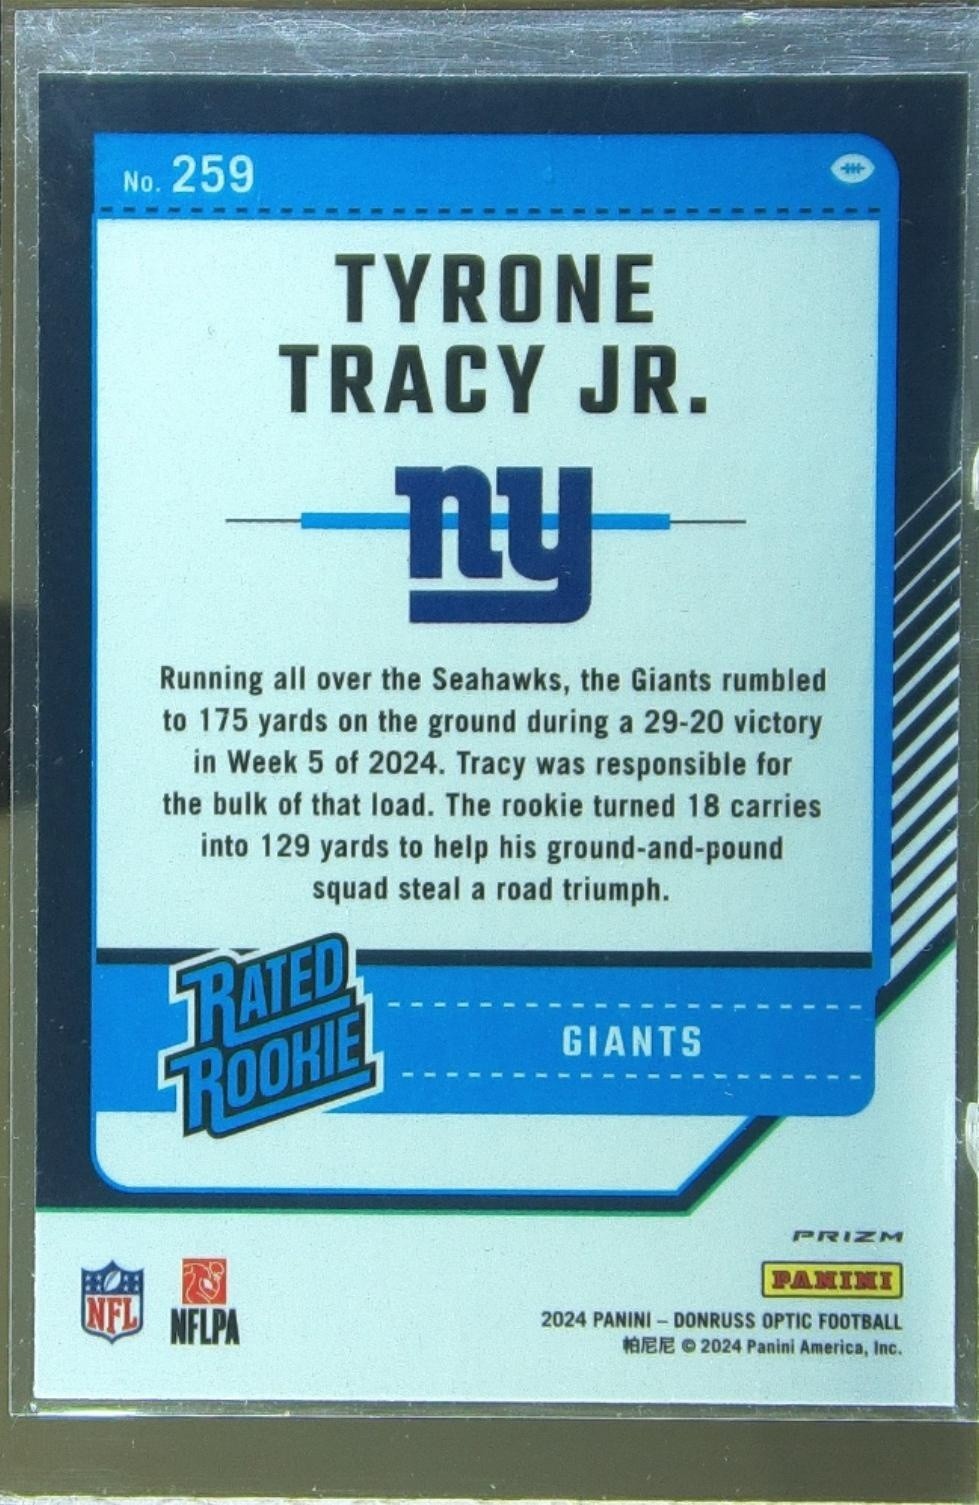 No. 259
TYRONE
TRACY JR.
ny
Running all over the Seahawks, the Giants rumbled
to 175 yards on the ground during a 29-20 victory
in Week 5 of 2024. Tracy was responsible for
the bulk of that load. The rookie turned 18 carries
into 129 yards to help his ground-and-pound
squad steal a road triumph.
RATED
ROOKIE
GIANTS
PRIZM
PANINI
NFL
NFLPA
2024 PANINI – DONRUSS OPTIC FOOTBALL
帕尼尼 © 2024 Panini America, Inc.